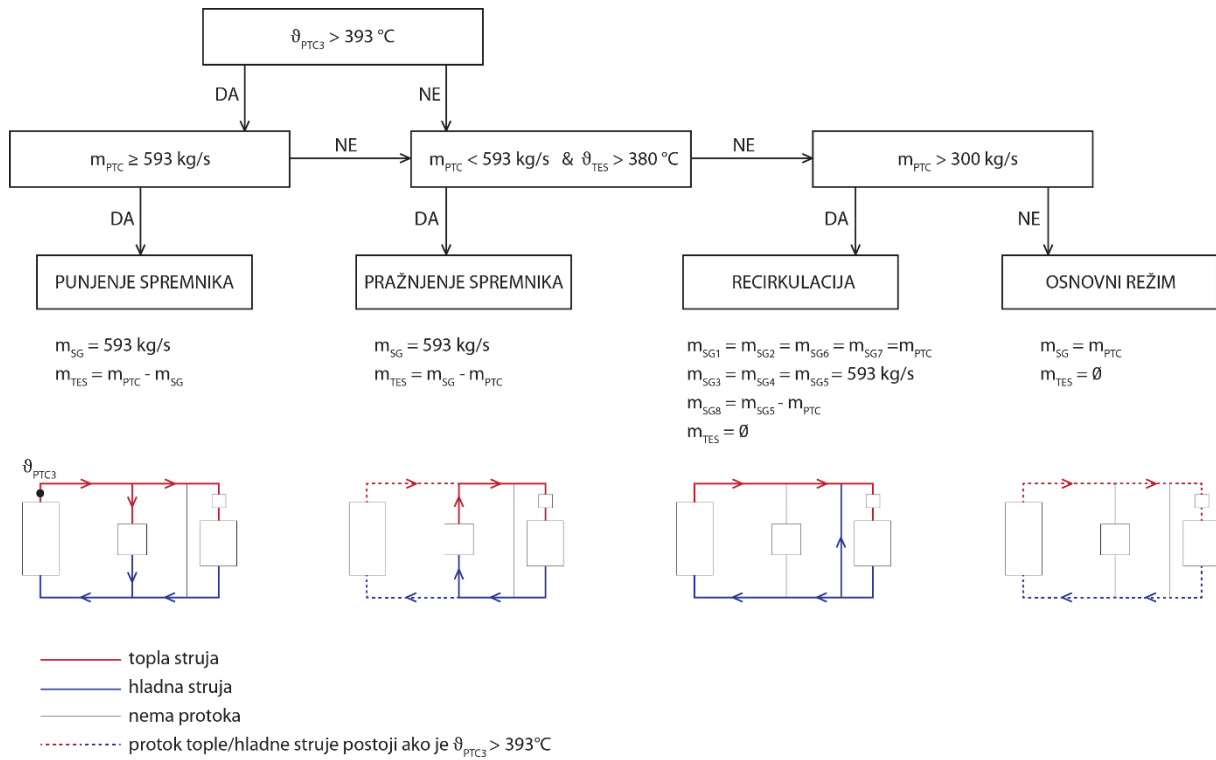 ϑPTC3 > 393 °C
DA
NE
mPTC ≥ 593 kg/s
NE
mPTC < 593 kg/s & ϑTES > 380 °C
NE
mPTC > 300 kg/s
DA
DA
DA
NE
PUNJENJE SPREMNIKA
PRAŽNJENJE SPREMNIKA
RECIRKULACIJA
OSNOVNI REŽIM
mSG = 593 kg/s
mTES = mPTC - mSG
mSG = 593 kg/s
mTES = mSG - mPTC
mSG1 = mSG2 = mSG6 = mSG7 =mPTC
mSG3 = mSG4 = mSG5 = 593 kg/s
mSG8 = mSG5 - mPTC
mTES = Ø
mSG = mPTC
mTES = Ø
ϑPTC3
topla struja
hladna struja
nema protoka
protok tople/hladne struje postoji ako je ϑPTC3 > 393°C